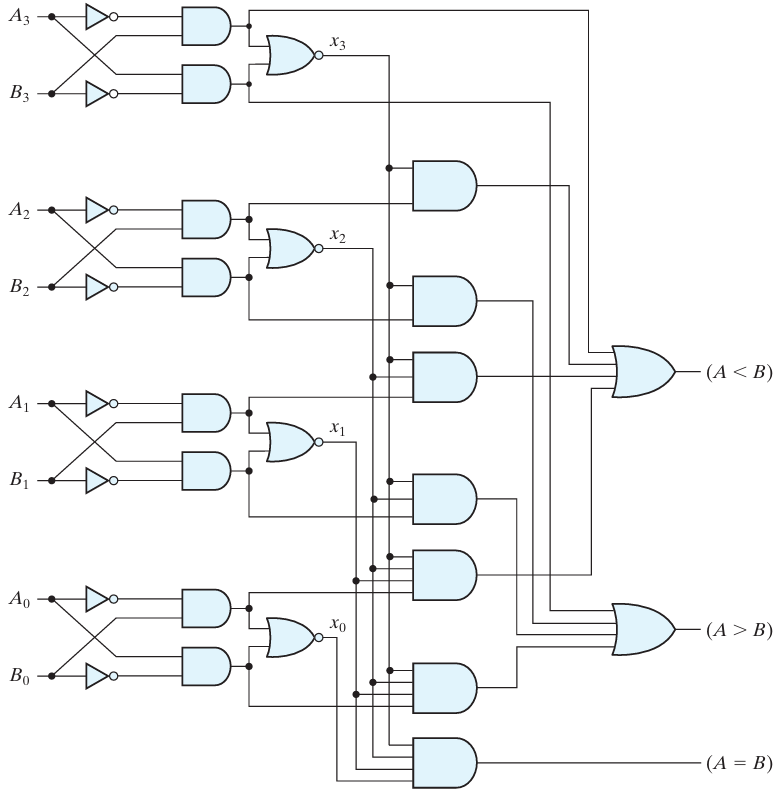 A₃
x₃
B₃
A₂
x₂
B₂
(A < B)
A₁
x₁
B₁
A₀
x₀
(A > B)
B₀
(A = B)